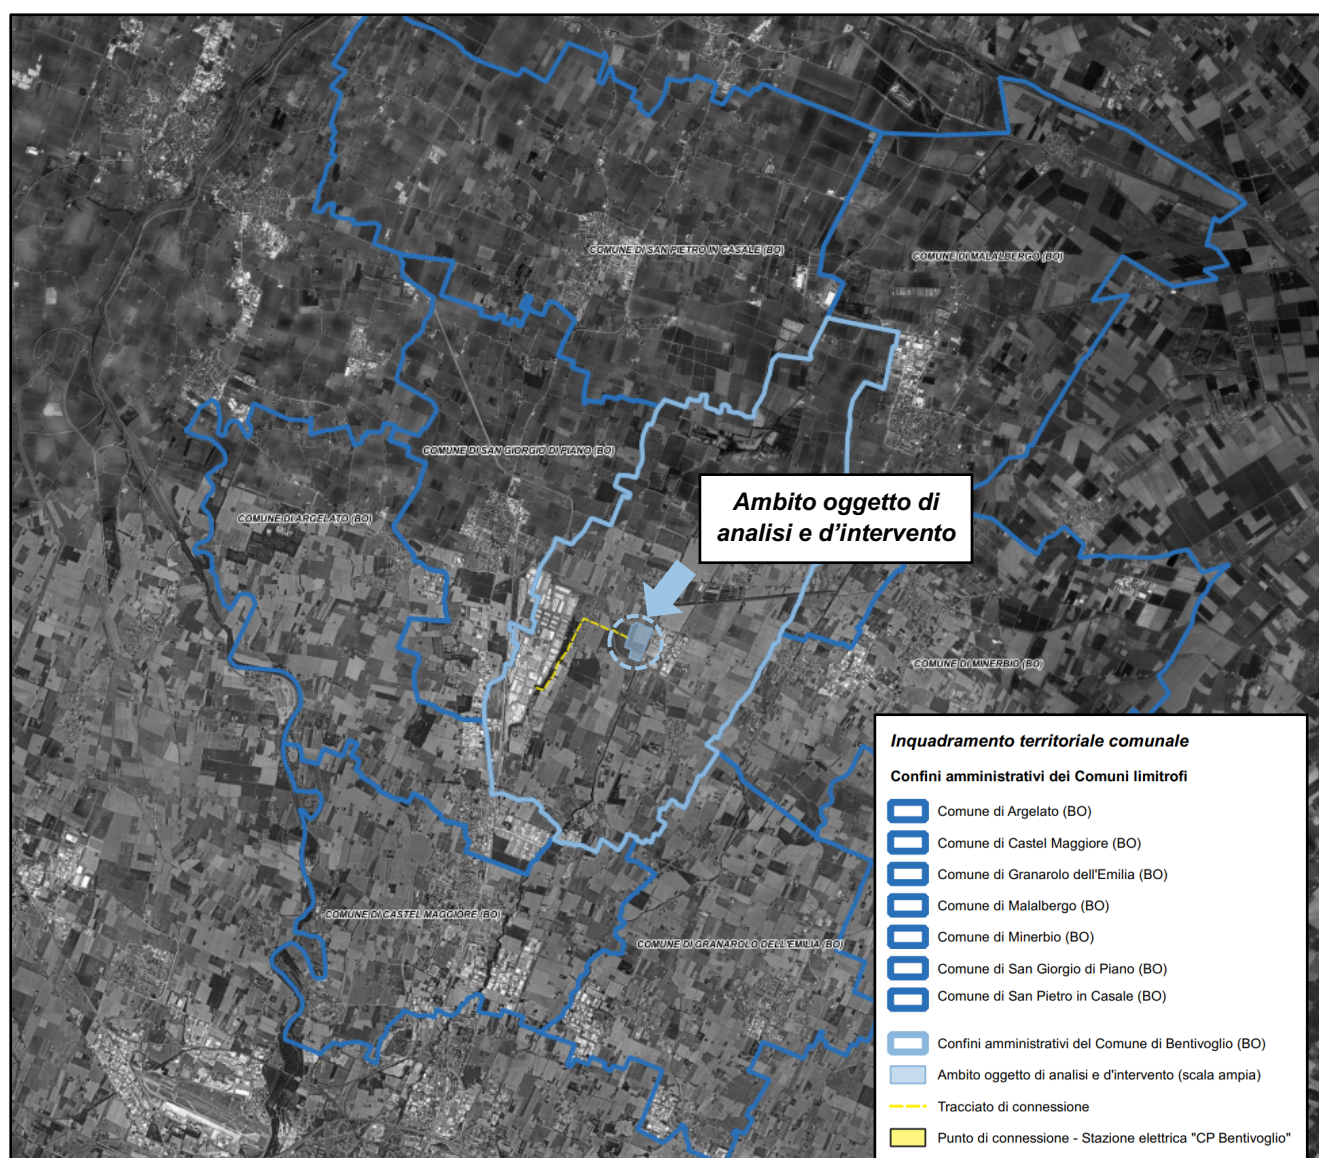 COMUNE DI SAN PIETRO IN CASALE (BO)
COMUNE DI MALALBERGO (BO)
COMUNE DI SAN GIORGIO DI PIANO (BO)
Ambito oggetto di
analisi e d'intervento
COMUNE DI ARGELATO (BO)
COMUNE DI MINERBIO (BO)
COMUNE DI CASTEL MAGGIORE (BO)
COMUNE DI GRANAROLO DELL'EMILIA (BO)
Inquadramento territoriale comunale
Confini amministrativi dei Comuni limitrofi
Comune di Argelato (BO)
Comune di Castel Maggiore (BO)
Comune di Granarolo dell'Emilia (BO)
Comune di Malalbergo (BO)
Comune di Minerbio (BO)
Comune di San Giorgio di Piano (BO)
Comune di San Pietro in Casale (BO)
Confini amministrativi del Comune di Bentivoglio (BO)
Ambito oggetto di analisi e d'intervento (scala ampia)
Tracciato di connessione
Punto di connessione - Stazione elettrica "CP Bentivoglio"